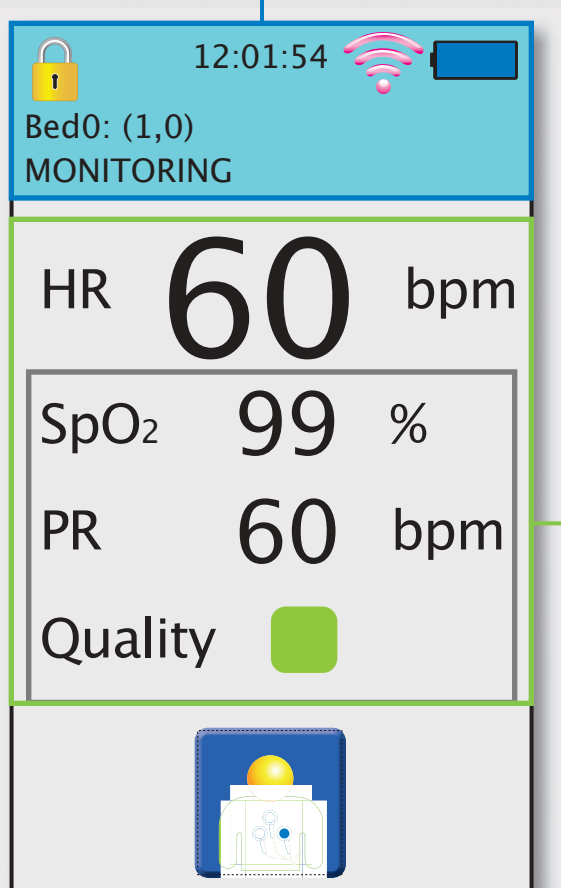 12:01:54
Bed0: (1,0)
MONITORING
HR 60 bpm
SpO₂ 99 %
PR 60 bpm
Quality